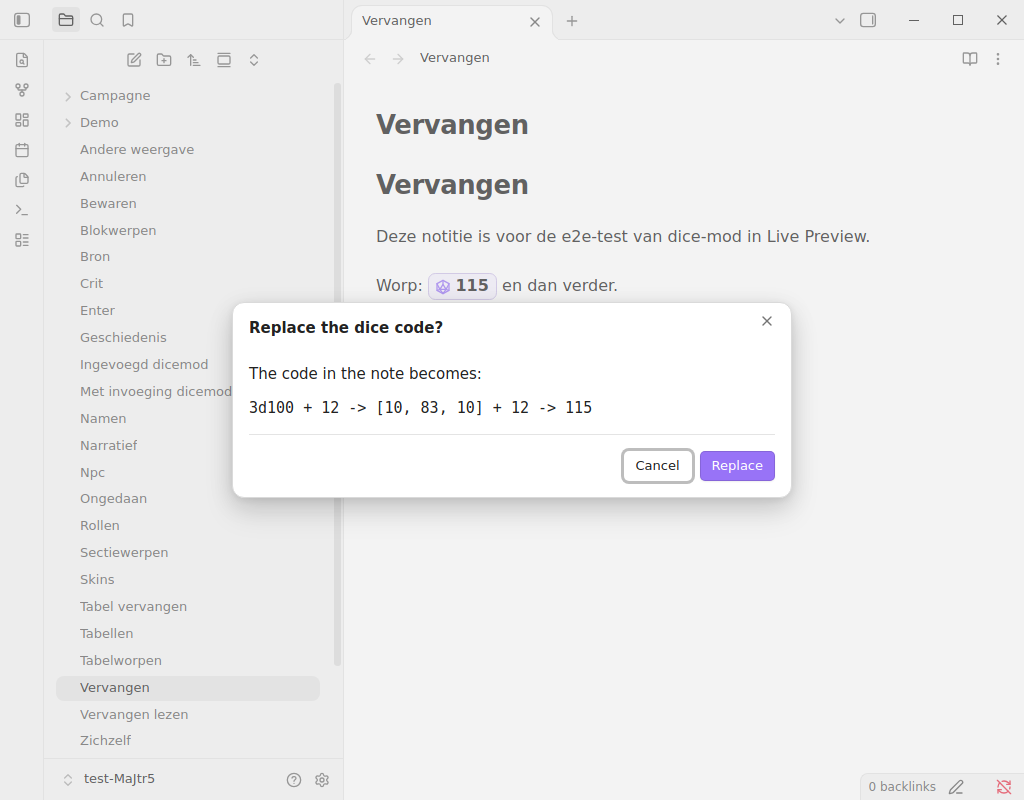 Vervangen
Vervangen
Campagne
Demo
Andere weergave
Annuleren
Bewaren
Blokwerpen
Bron
Crit
Enter
Geschiedenis
Ingevoegd dicemod
Met invoeging dicemod
Namen
Narratief
Npc
Ongedaan
Rollen
Sectiewerpen
Skins
Tabel vervangen
Tabellen
Tabelworpen
Vervangen
Vervangen lezen
Zichzelf
test-MaJtr5
Vervangen
Vervangen
Deze notitie is voor de e2e-test van dice-mod in Live Preview.
Worp: 115 en dan verder.
Replace the dice code?
The code in the note becomes:
3d100 + 12 -> [10, 83, 10] + 12 -> 115
Cancel Replace
0 backlinks